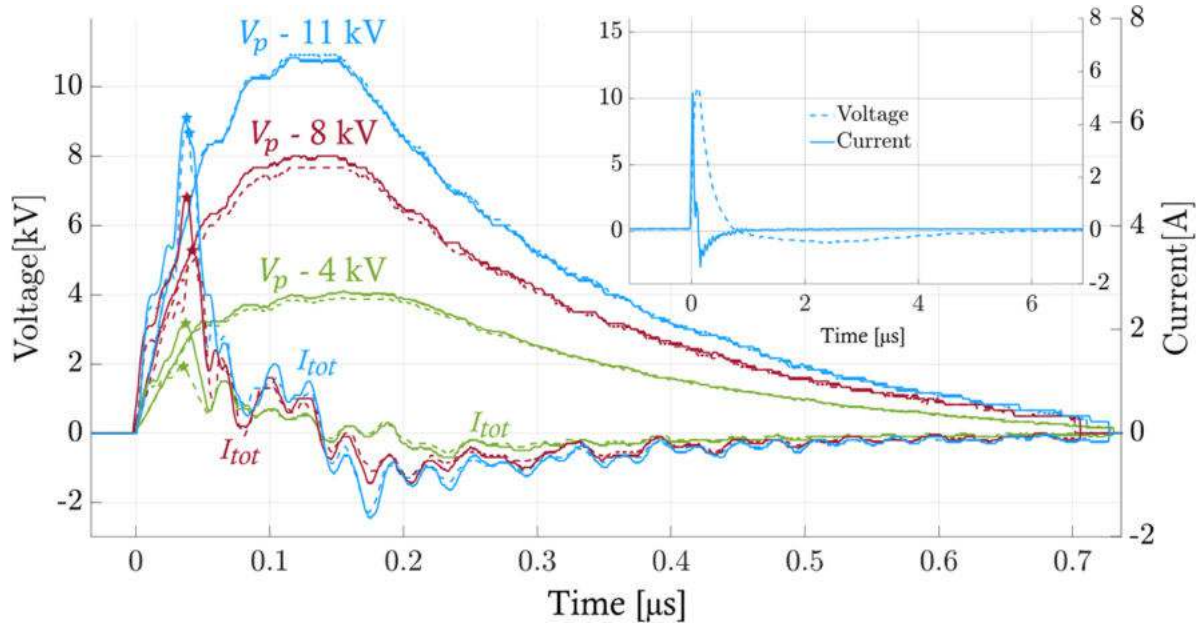 V_p - 11 kV
V_p - 8 kV
V_p - 4 kV
I_tot
I_tot
I_tot
Voltage[kV]
10
8
6
4
2
0
-2
0
0.1
0.2
0.3
0.4
0.5
0.6
0.7
Time [μs]
8
6
4
2
0
-2
Current[A]
15
10
5
0
8
6
4
2
0
-2
Voltage
Current
0
2
4
6
Time [μs]